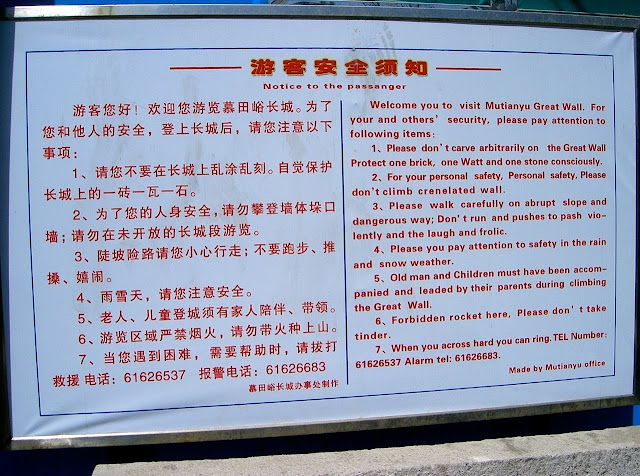 游客安全须知
Notice to the passanger
游客您好！欢迎您游览慕田峪长城。为了
您和他人的安全，登上长城后，请您注意以下
事项：
1、请您不要在长城上乱涂乱刻。自觉保护
长城上的一砖一瓦一石。
2、为了您的人身安全，请勿攀登墙体垛口
墙；请勿在未开放的长城段游览。
3、陡坡险路请您小心行走；不要跑步、推
搡、嬉闹。
4、雨雪天，请您注意安全。
5、老人、儿童登城须有家人陪伴、带领。
6、游览区域严禁烟火，请勿带火种上山。
7、当您遇到困难，需要帮助时，请拔打
救援电话：61626537 报警电话：61626683
慕田峪长城办事处制作
Welcome you to visit Mutianyu Great Wall. For
your and others' security, please pay attention to
following items:
1、Please don't carve arbitrarily on the Great Wall
Protect one brick, one Watt and one stone consciously.
2、For your personal safety, Personal safety, Please
don't climb crenelated wall.
3、Please walk carefully on abrupt slope and
dangerous way; Don't run and pushes to pash vio-
lently and the laugh and frolic.
4、Please you pay attention to safety in the rain
and snow weather.
5、Old man and Children must have been accom-
panied and leaded by their parents during climbing
the Great Wall.
6、Forbidden rocket here, Please don't take
tinder.
7、When you across hard you can ring. TEL Number:
61626537 Alarm tel: 61626683.
Made by Mutianyu office